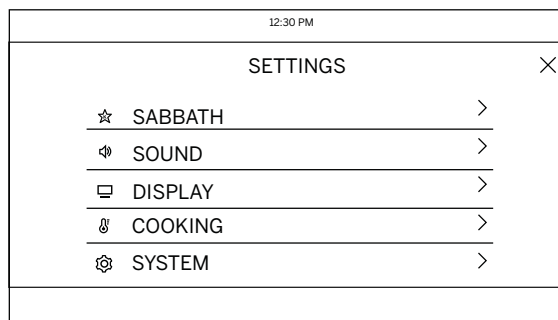 12:30 PM
SETTINGS
SABBATH
SOUND
DISPLAY
COOKING
SYSTEM